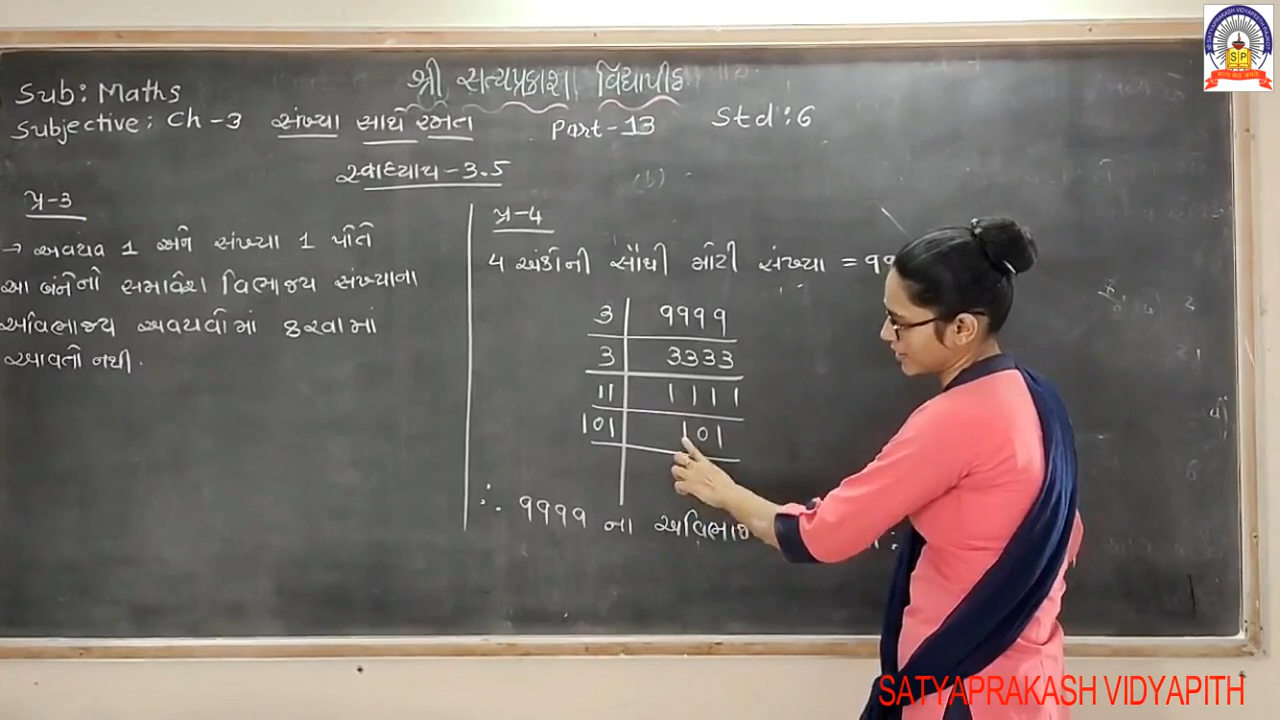 શ્રી સત્યપ્રકાશ વિદ્યાપીઠ
Sub: Maths
Subjective: Ch-3 સંખ્યા સાથે રમત Part-13 Std:6
સ્વાધ્યાય-3.5
પ્ર-3
→ અવયવ 1 અને સંખ્યા 1 પોતે
આ બંનેનો સમાવેશ વિભાજ્ય સંખ્યાના
અવિભાજ્ય અવયવોમાં કરવામાં
આવતો નથી.
પ્ર-4
4 અંકોની સૌથી મોટી સંખ્યા = 99
3 9999
3 3333
11 1111
101 101
∴ 9999 ના
SP
SATYAPRAKASH VIDYAPITH